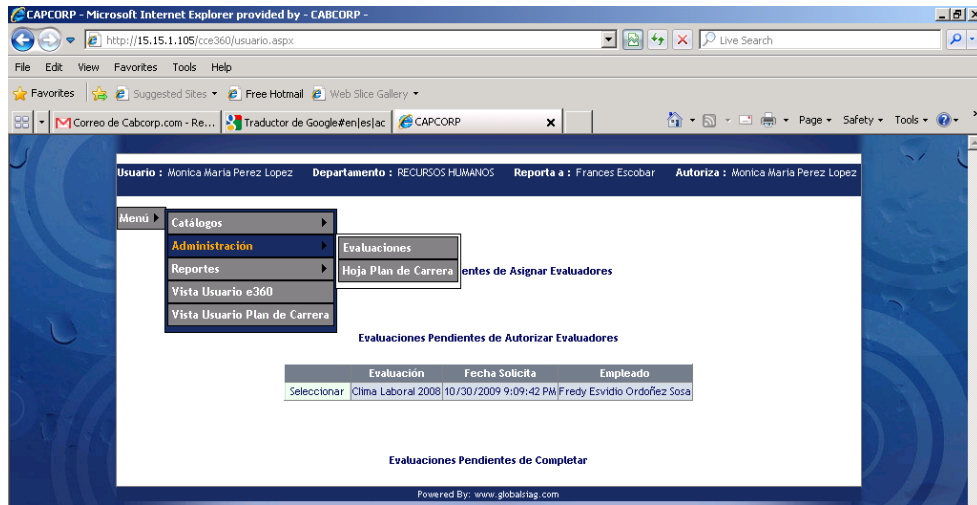 CAPCORP - Microsoft Internet Explorer provided by - CABCORP -
http://15.15.1.105/cce360/usuario.aspx
Live Search
File Edit View Favorites Tools Help
Favorites Suggested Sites Free Hotmail Web Slice Gallery
Correo de Cabcorp.com - Re... Traductor de Google#en|es|ac CAPCORP Page Safety Tools
Usuario : Monica Maria Perez Lopez Departamento : RECURSOS HUMANOS Reporta a : Frances Escobar Autoriza : Monica Maria Perez Lopez
Menú Catálogos
Administración Evaluaciones
Reportes Hoja Plan de Carrera entes de Asignar Evaluadores
Vista Usuario e360
Vista Usuario Plan de Carrera
Evaluaciones Pendientes de Autorizar Evaluadores
Evaluación Fecha Solicita Empleado
Seleccionar Clima Laboral 2008 10/30/2009 9:09:42 PM Fredy Esvidio Ordoñez Sosa
Evaluaciones Pendientes de Completar
Powered By: www.globalsiag.com